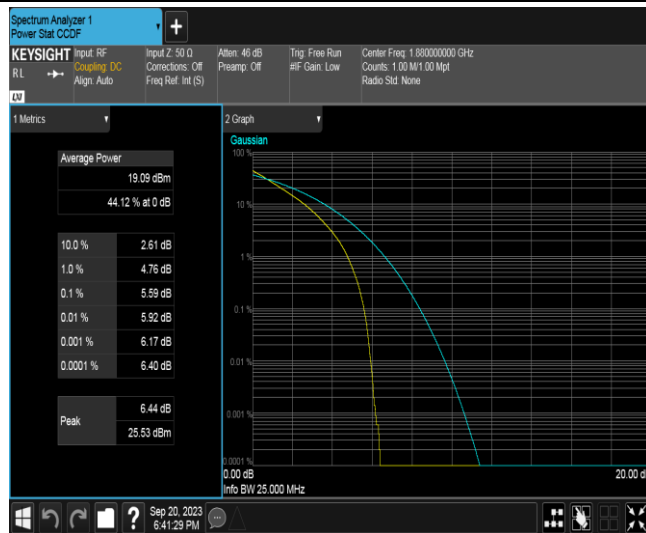 Spectrum Analyzer 1
Power Stat CCDF
+
KEYSIGHT
RL
Input: RF
Coupling: DC
Align: Auto
Input Z: 50 Ω
Corrections: Off
Freq Ref: Int (S)
Atten: 46 dB
Preamp: Off
Trig: Free Run
#IF Gain: Low
Center Freq: 1.880000000 GHz
Counts: 1.00 M/1.00 Mpt
Radio Std: None
1 Metrics
Average Power
19.09 dBm
44.12 % at 0 dB
10.0 % 2.61 dB
1.0 % 4.76 dB
0.1 % 5.59 dB
0.01 % 5.92 dB
0.001 % 6.17 dB
0.0001 % 6.40 dB
Peak
6.44 dB
25.53 dBm
2 Graph
Gaussian
100 %
10 %
1 %
0.1 %
0.01 %
0.001 %
0.0001 %
0.00 dB 20.00 d
Info BW 25.000 MHz
?
Sep 20, 2023
6:41:29 PM